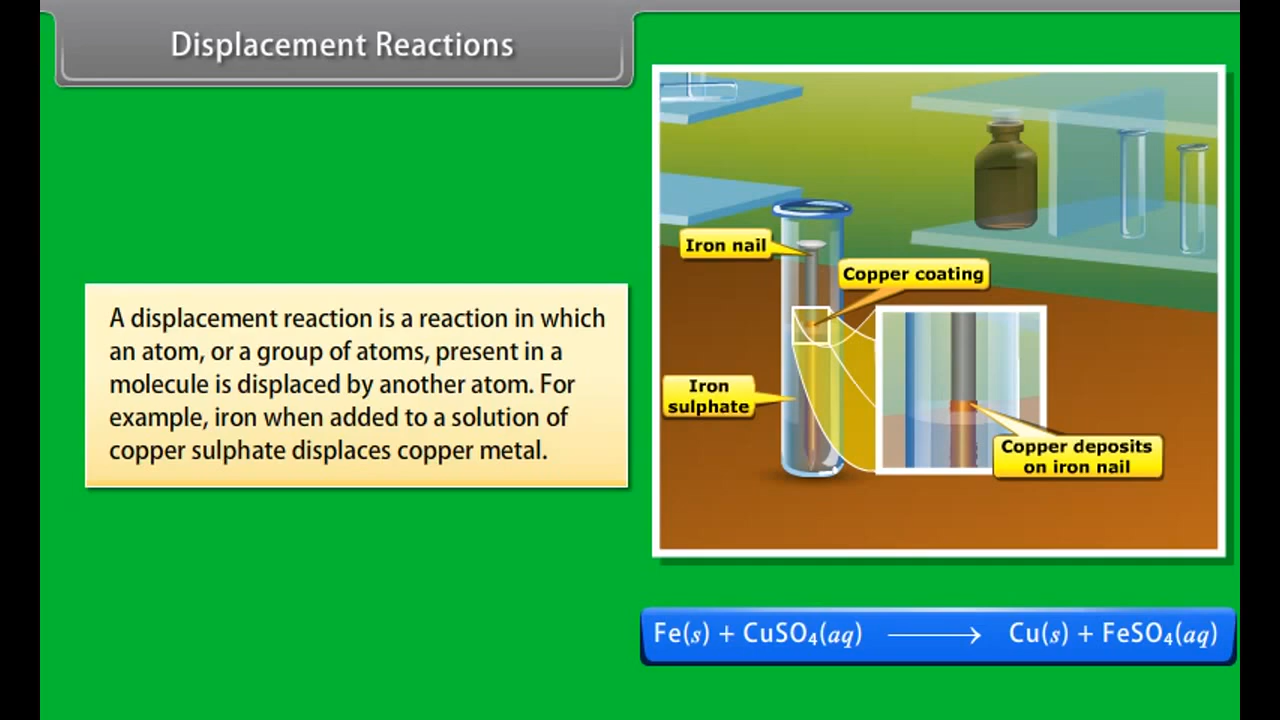 Displacement Reactions
A displacement reaction is a reaction in which
an atom, or a group of atoms, present in a
molecule is displaced by another atom. For
example, iron when added to a solution of
copper sulphate displaces copper metal.
Iron nail
Copper coating
Iron
sulphate
Copper deposits
on iron nail
Fe(s) + CuSO₄(aq) ⟶ Cu(s) + FeSO₄(aq)